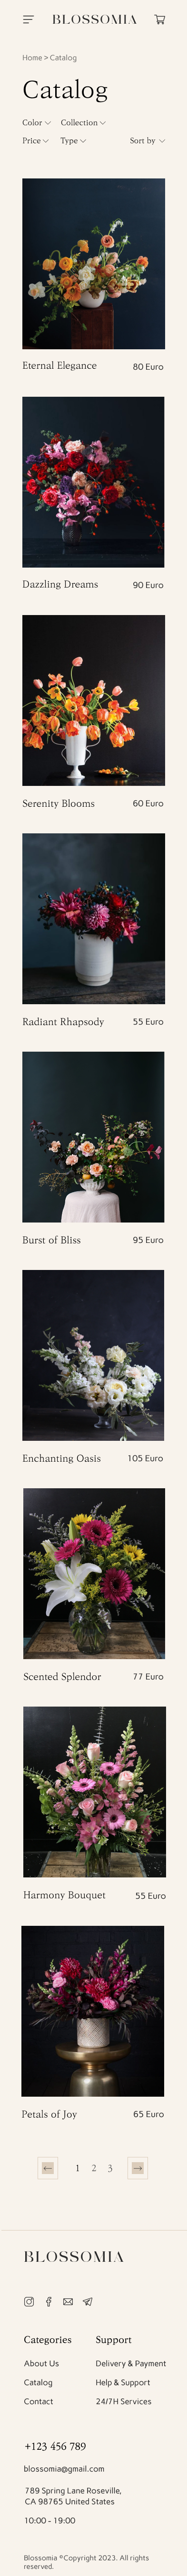 BLOSSOMIA
Home > Catalog
Catalog
Color Collection
Price Type Sort by
Eternal Elegance 80 Euro
Dazzling Dreams 90 Euro
Serenity Blooms 60 Euro
Radiant Rhapsody 55 Euro
Burst of Bliss 95 Euro
Enchanting Oasis 105 Euro
Scented Splendor 77 Euro
Harmony Bouquet 55 Euro
Petals of Joy 65 Euro
1 2 3
BLOSSOMIA
Categories Support
About Us Delivery & Payment
Catalog Help & Support
Contact 24/7H Services
+123 456 789
blossomia@gmail.com
789 Spring Lane Roseville,
CA 98765 United States
10:00 - 19:00
Blossomia ©Copyright 2023. All rights
reserved.